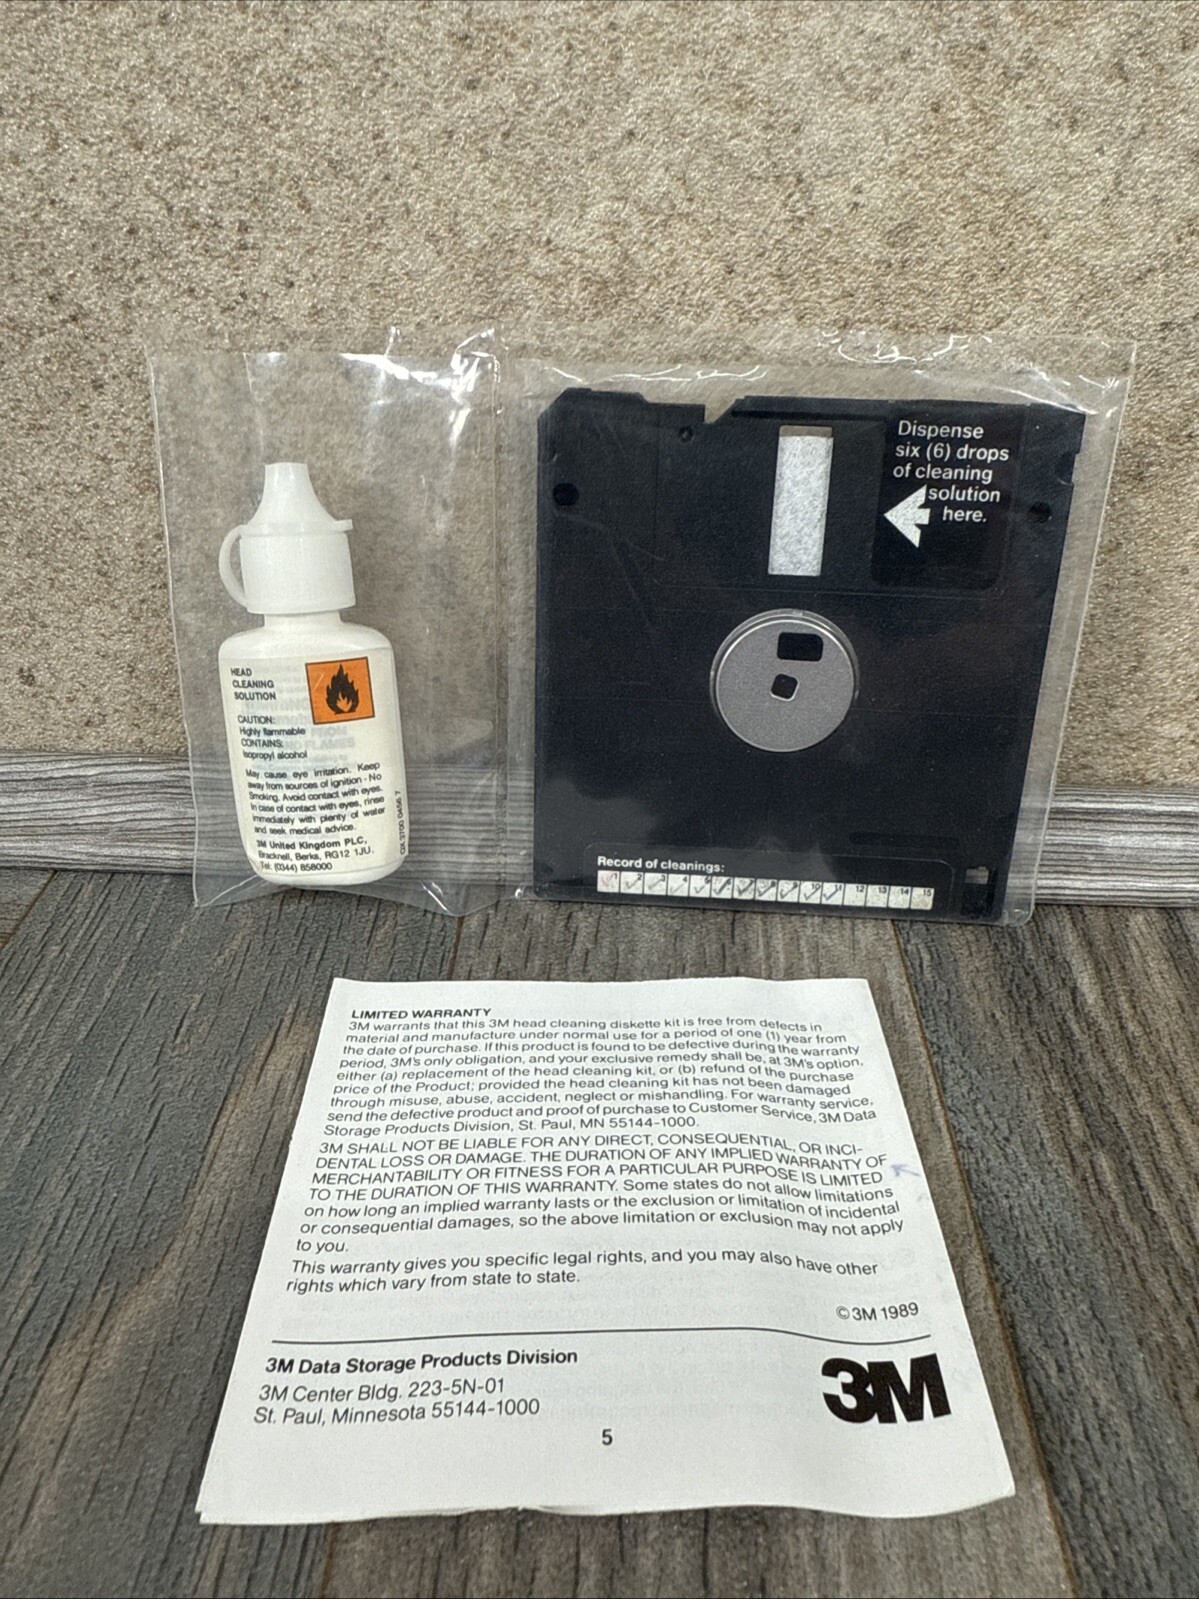 HEAD
CLEANING
SOLUTION
CAUTION:
Highly flammable
CONTAINS:
Isopropyl alcohol
May cause eye irritation. Keep
away from sources of ignition - No
Smoking. Avoid contact with eyes.
In case of contact with eyes, rinse
immediately with plenty of water
and seek medical advice.
3M United Kingdom PLC,
Bracknell, Berks, RG12 1JU.
Tel: (0344) 858000
Dispense
six (6) drops
of cleaning
solution
here.
Record of cleanings:
1 2 3 4 5 6 7 8 9 10 11 12 13 14 15
LIMITED WARRANTY
3M warrants that this 3M head cleaning diskette kit is free from defects in
material and manufacture under normal use for a period of one (1) year from
the date of purchase. If this product is found to be defective during the warranty
period, 3M's only obligation, and your exclusive remedy shall be, at 3M's option,
either (a) replacement of the head cleaning kit, or (b) refund of the purchase
price of the Product; provided the head cleaning kit has not been damaged
through misuse, abuse, accident, neglect or mishandling. For warranty service,
send the defective product and proof of purchase to Customer Service, 3M Data
Storage Products Division, St. Paul, MN 55144-1000.
3M SHALL NOT BE LIABLE FOR ANY DIRECT, CONSEQUENTIAL, OR INCI-
DENTAL LOSS OR DAMAGE. THE DURATION OF ANY IMPLIED WARRANTY OF
MERCHANTABILITY OR FITNESS FOR A PARTICULAR PURPOSE IS LIMITED
TO THE DURATION OF THIS WARRANTY. Some states do not allow limitations
on how long an implied warranty lasts or the exclusion or limitation of incidental
or consequential damages, so the above limitation or exclusion may not apply
to you.
This warranty gives you specific legal rights, and you may also have other
rights which vary from state to state.
©3M 1989
3M Data Storage Products Division
3M Center Bldg. 223-5N-01
St. Paul, Minnesota 55144-1000
3M
5